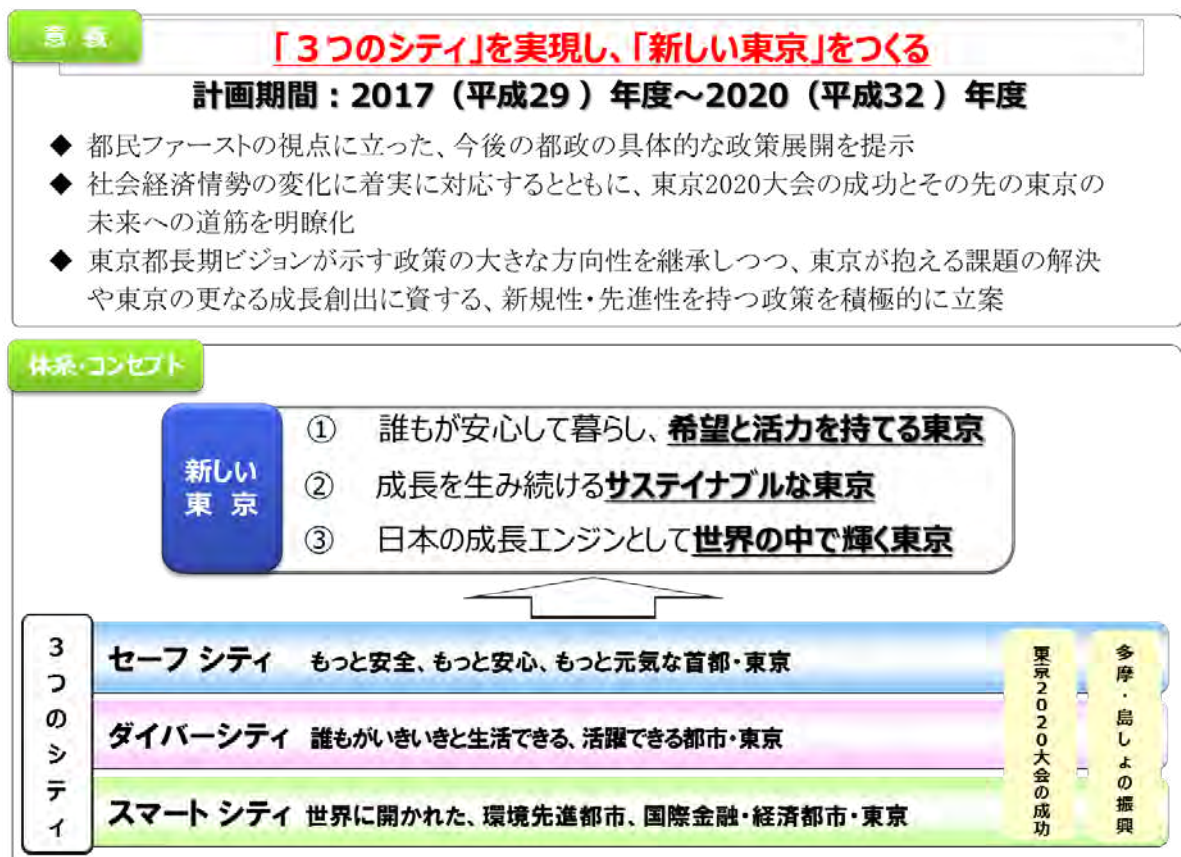 意 義
「３つのシティ」を実現し、「新しい東京」をつくる
計画期間：2017（平成29 ）年度～2020（平成32 ）年度
◆ 都民ファーストの視点に立った、今後の都政の具体的な政策展開を提示
◆ 社会経済情勢の変化に着実に対応するとともに、東京2020大会の成功とその先の東京の
未来への道筋を明瞭化
◆ 東京都長期ビジョンが示す政策の大きな方向性を継承しつつ、東京が抱える課題の解決
や東京の更なる成長創出に資する、新規性・先進性を持つ政策を積極的に立案
体系・コンセプト
新しい
東 京
① 誰もが安心して暮らし、希望と活力を持てる東京
② 成長を生み続けるサステイナブルな東京
③ 日本の成長エンジンとして世界の中で輝く東京
３つのシティ
セーフ シティ もっと安全、もっと安心、もっと元気な首都・東京
ダイバーシティ 誰もがいきいきと生活できる、活躍できる都市・東京
スマート シティ 世界に開かれた、環境先進都市、国際金融・経済都市・東京
東京2020大会の成功
多摩・島しょの振興